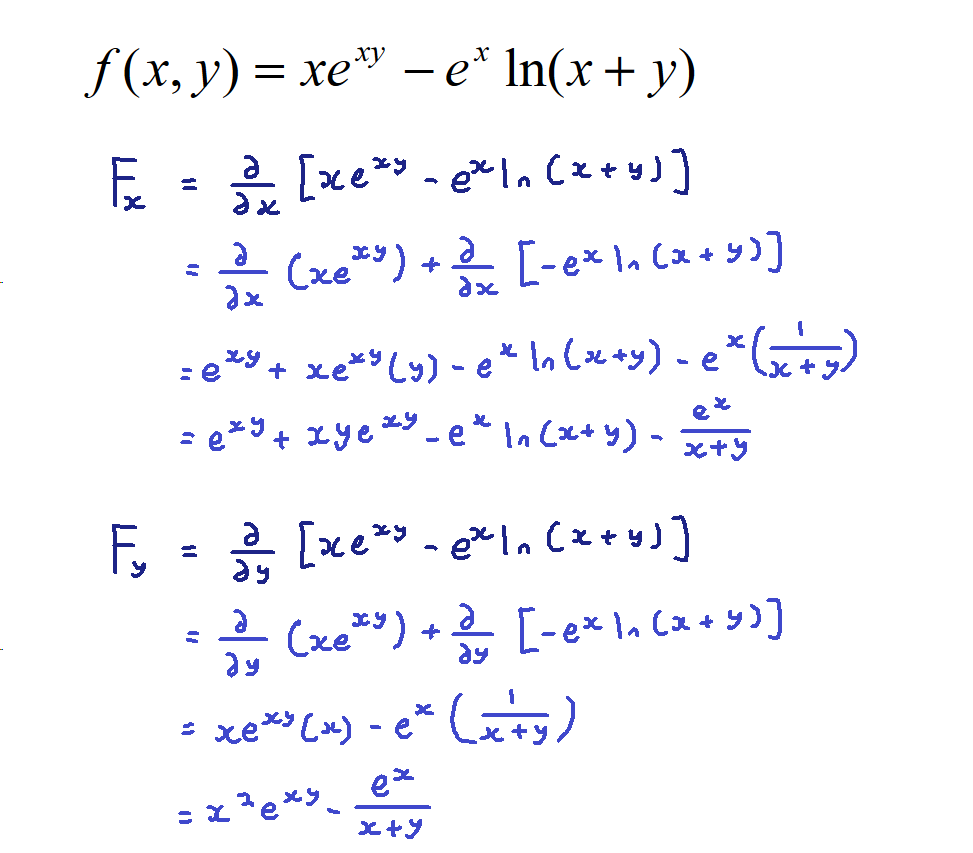 f(x, y) = xe^{xy} − e^x ln(x + y)
F_x = ∂/∂x [xe^{xy} - e^x ln(x+y)]
= ∂/∂x (xe^{xy}) + ∂/∂x [-e^x ln(x+y)]
= e^{xy} + xe^{xy}(y) - e^x ln(x+y) - e^x(1/(x+y))
= e^{xy} + xye^{xy} - e^x ln(x+y) - e^x/(x+y)
F_y = ∂/∂y [xe^{xy} - e^x ln(x+y)]
= ∂/∂y (xe^{xy}) + ∂/∂y [-e^x ln(x+y)]
= xe^{xy}(x) - e^x (1/(x+y))
= x^2 e^{xy} - e^x/(x+y)